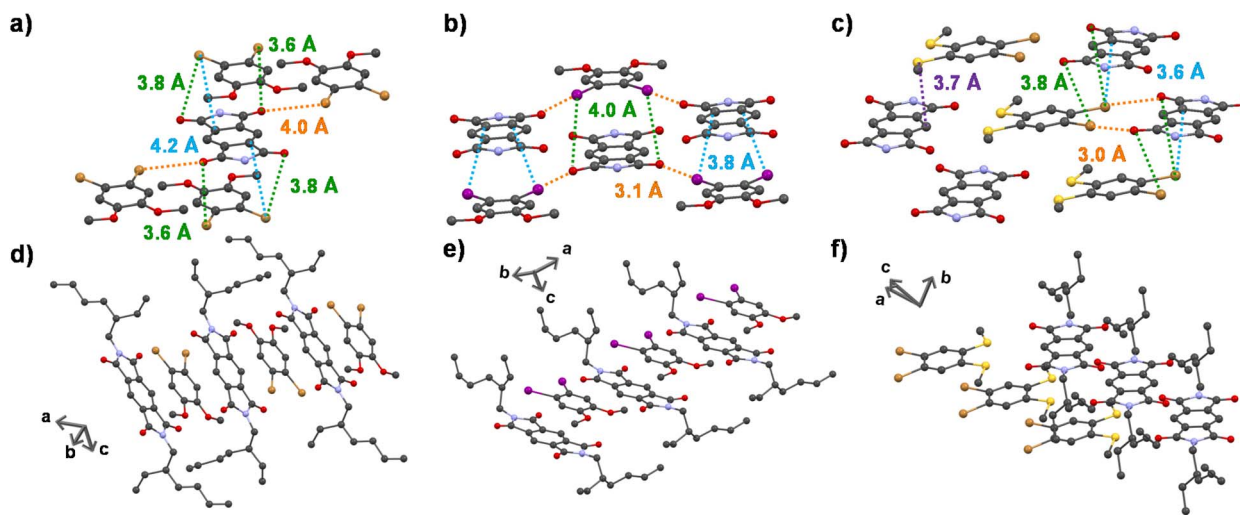 a)
3.6 Å
3.8 Å
4.0 Å
4.2 Å
3.8 Å
3.6 Å
b)
4.0 Å
3.8 Å
3.1 Å
c)
3.7 Å
3.8 Å
3.6 Å
3.0 Å
d)
a
b
c
e)
a
b
c
f)
c
a
b